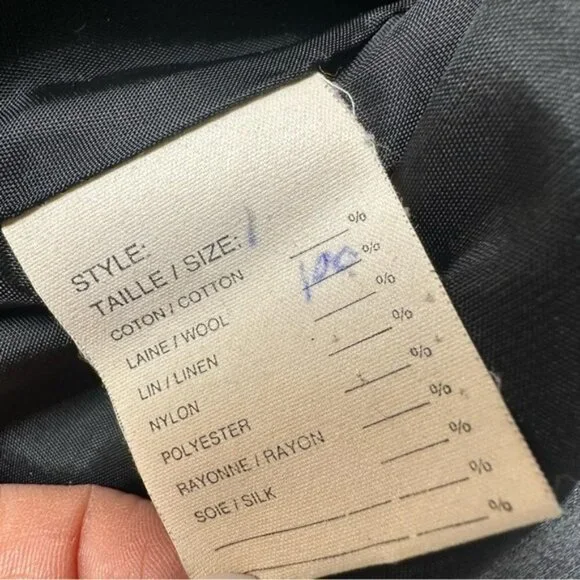 STYLE:
TAILLE / SIZE: 1
COTON / COTTON %
LAINE / WOOL 100 %
LIN / LINEN %
NYLON %
POLYESTER %
RAYONNE / RAYON %
SOIE / SILK %
%
%